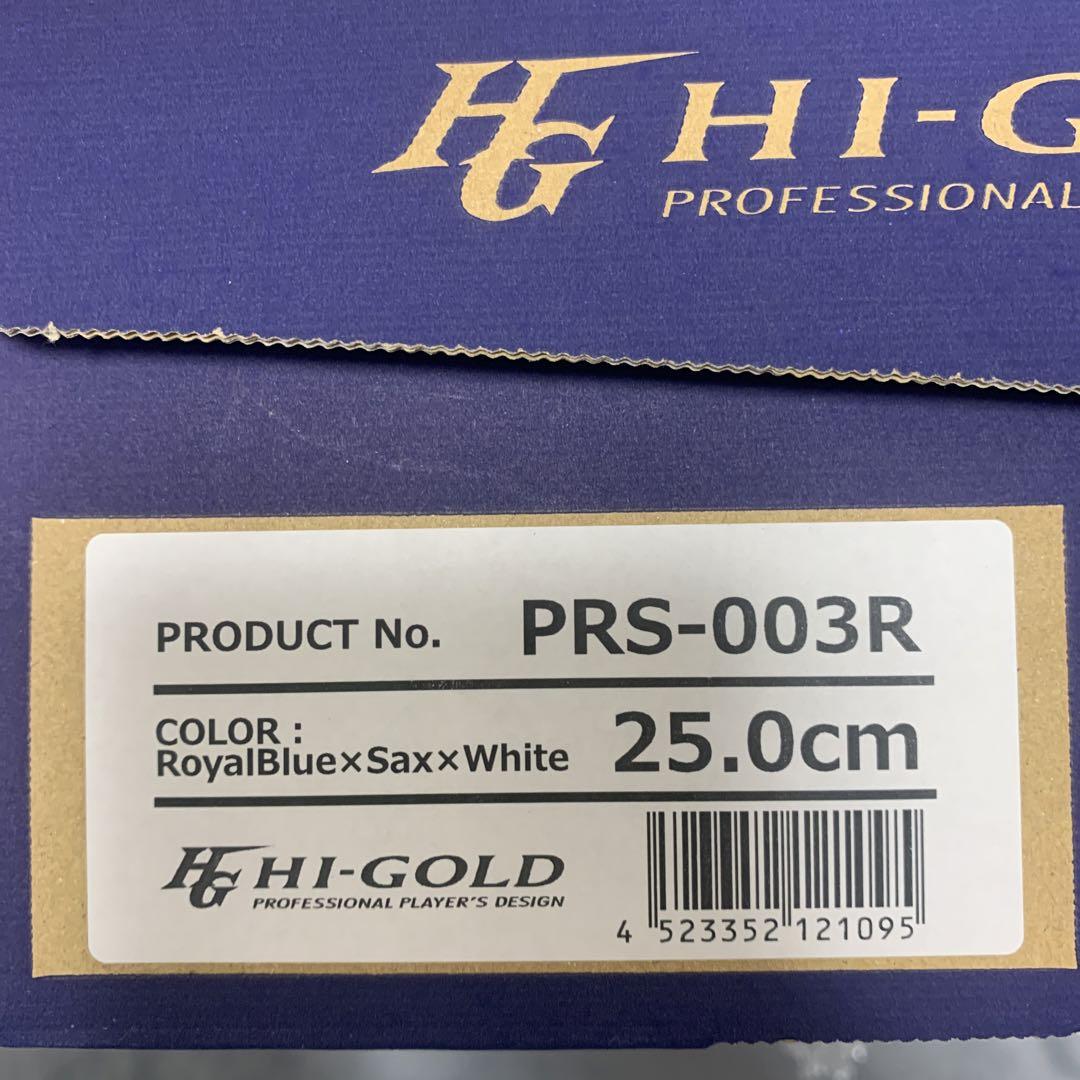 HG HI-G
PROFESSIONAL
PRODUCT No. PRS-003R
COLOR :
RoyalBlue×Sax×White 25.0cm
HG HI-GOLD
PROFESSIONAL PLAYER'S DESIGN
4 523352 121095